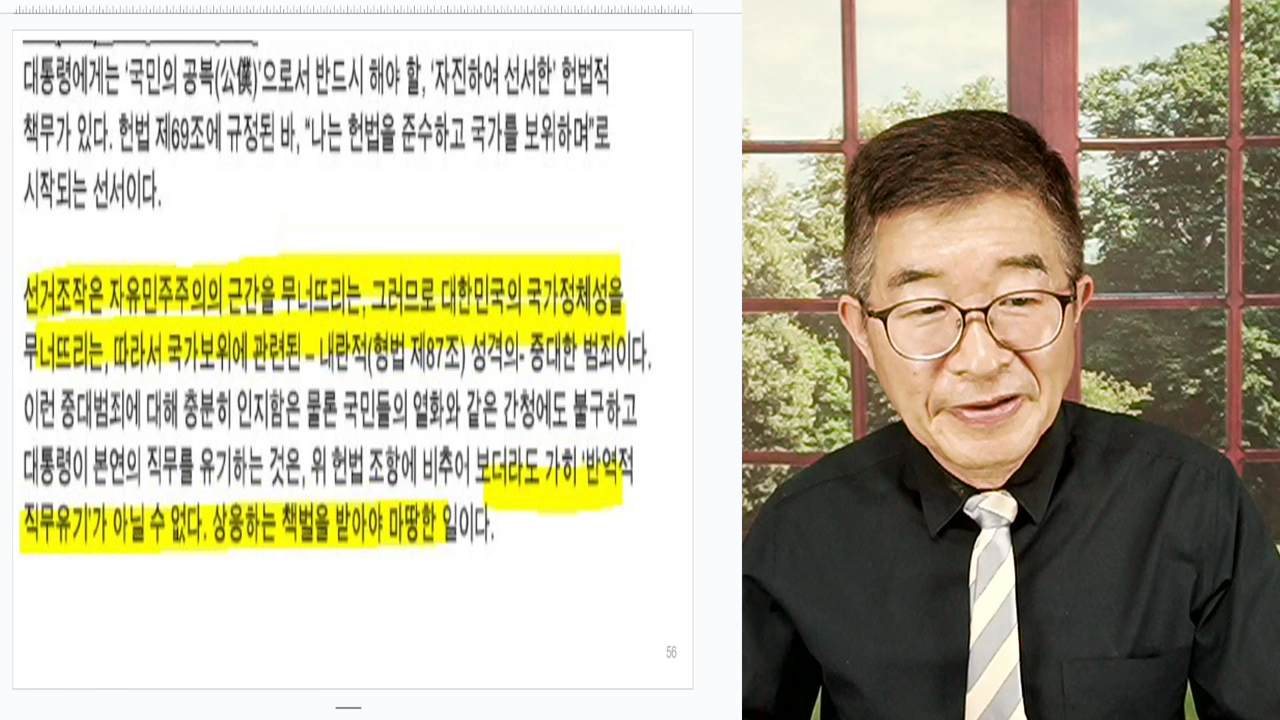 대통령에게는 '국민의 공복(公僕)'으로서 반드시 해야 할, '자진하여 선서한' 헌법적
책무가 있다. 헌법 제69조에 규정된 바, “나는 헌법을 준수하고 국가를 보위하며”로
시작되는 선서이다.
선거조작은 자유민주주의의 근간을 무너뜨리는, 그러므로 대한민국의 국가정체성을
무너뜨리는, 따라서 국가보위에 관련된 – 내란적(형법 제87조) 성격의- 중대한 범죄이다.
이런 중대범죄에 대해 충분히 인지함은 물론 국민들의 열화와 같은 간청에도 불구하고
대통령이 본연의 직무를 유기하는 것은, 위 헌법 조항에 비추어 보더라도 가히 '반역적
직무유기'가 아닐 수 없다. 상응하는 책벌을 받아야 마땅한 일이다.
56